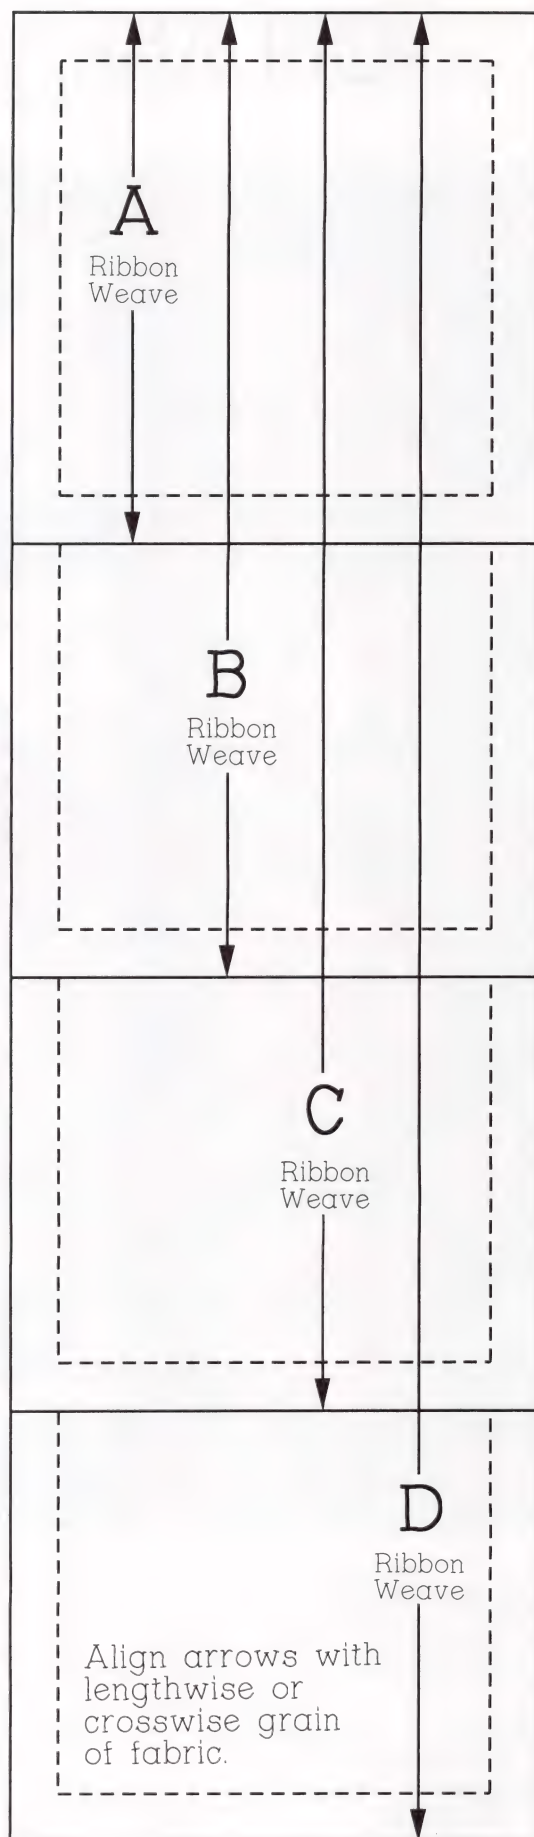 A
Ribbon
Weave
B
Ribbon
Weave
C
Ribbon
Weave
D
Ribbon
Weave
Align arrows with
lengthwise or
crosswise grain
of fabric.